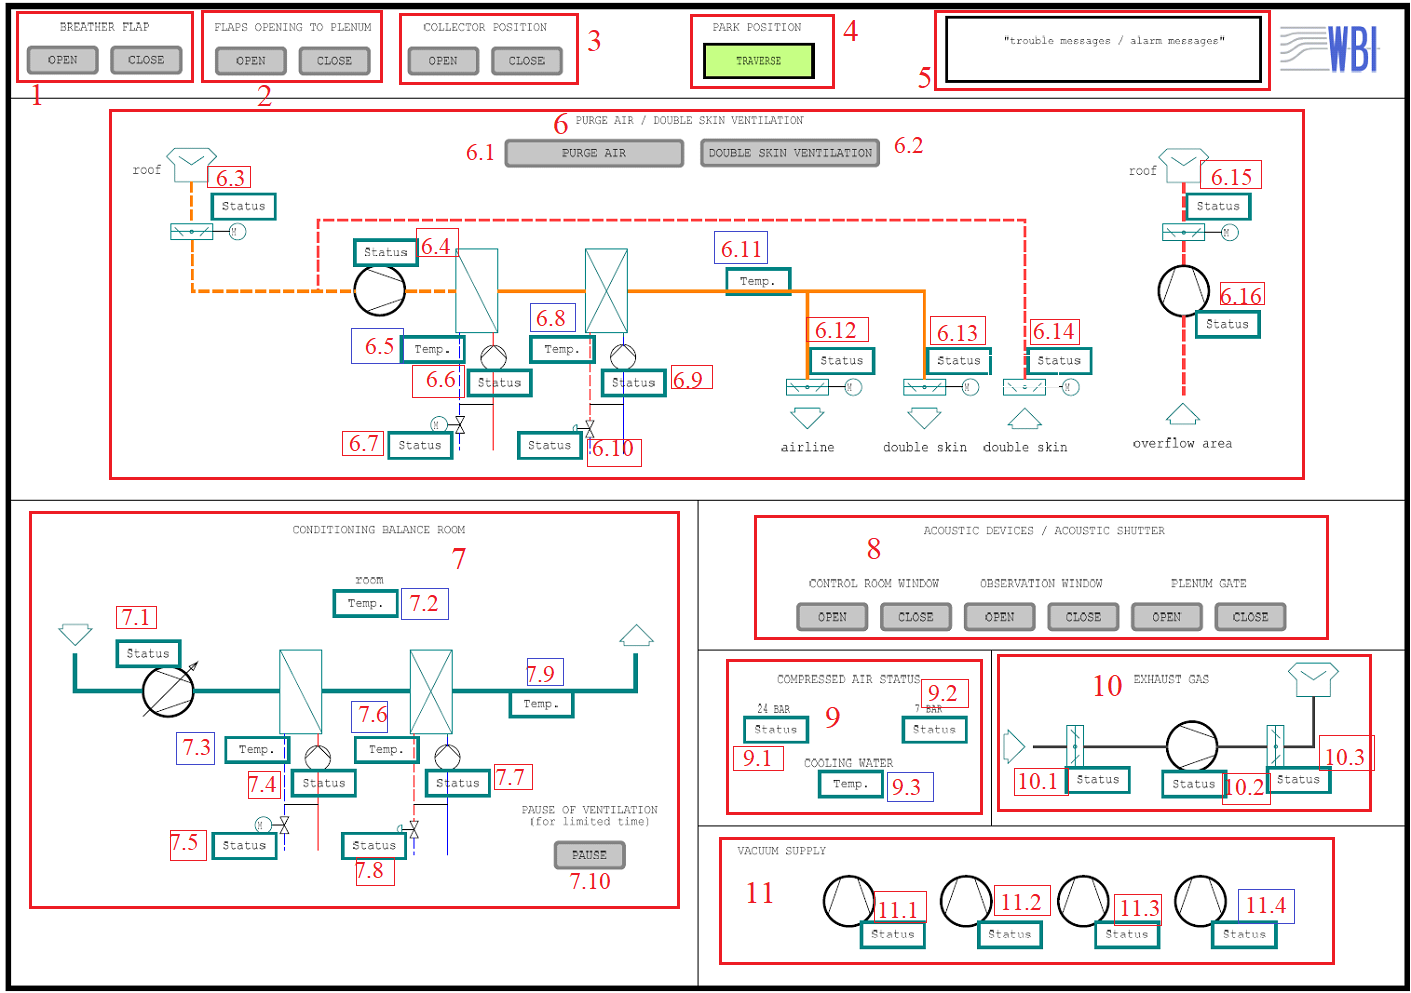 BREATHER FLAP
OPEN CLOSE
1
FLAPS OPENING TO PLENUM
OPEN CLOSE
2
COLLECTOR POSITION
OPEN CLOSE
3
PARK POSITION
TRAVERSE
4
"trouble messages / alarm messages"
5
WBI
6 PURGE AIR / DOUBLE SKIN VENTILATION
6.1 PURGE AIR DOUBLE SKIN VENTILATION 6.2
roof
6.3
Status
M
Status 6.4
6.5 Temp.
6.6 Status
M
6.7 Status
6.8
Temp.
Status 6.9
Status 6.10
6.11
Temp.
6.12
Status
M
airline
6.13
Status
M
double skin
6.14
Status
M
double skin
roof
6.15
Status
M
6.16
Status
overflow area
CONDITIONING BALANCE ROOM
7
room
Temp. 7.2
7.1
Status
7.3 Temp.
7.4 Status
M
7.5 Status
7.6
Temp.
Status 7.7
Status
7.8
7.9
Temp.
PAUSE OF VENTILATION
(for limited time)
PAUSE
7.10
ACOUSTIC DEVICES / ACOUSTIC SHUTTER
8
CONTROL ROOM WINDOW OBSERVATION WINDOW PLENUM GATE
OPEN CLOSE OPEN CLOSE OPEN CLOSE
COMPRESSED AIR STATUS
9
24 BAR
Status
9.1
9.2
7 BAR
Status
COOLING WATER
Temp. 9.3
10 EXHAUST GAS
10.1 Status
Status 10.2
Status 10.3
VACUUM SUPPLY
11
11.1
Status
11.2
Status
11.3
Status
11.4
Status